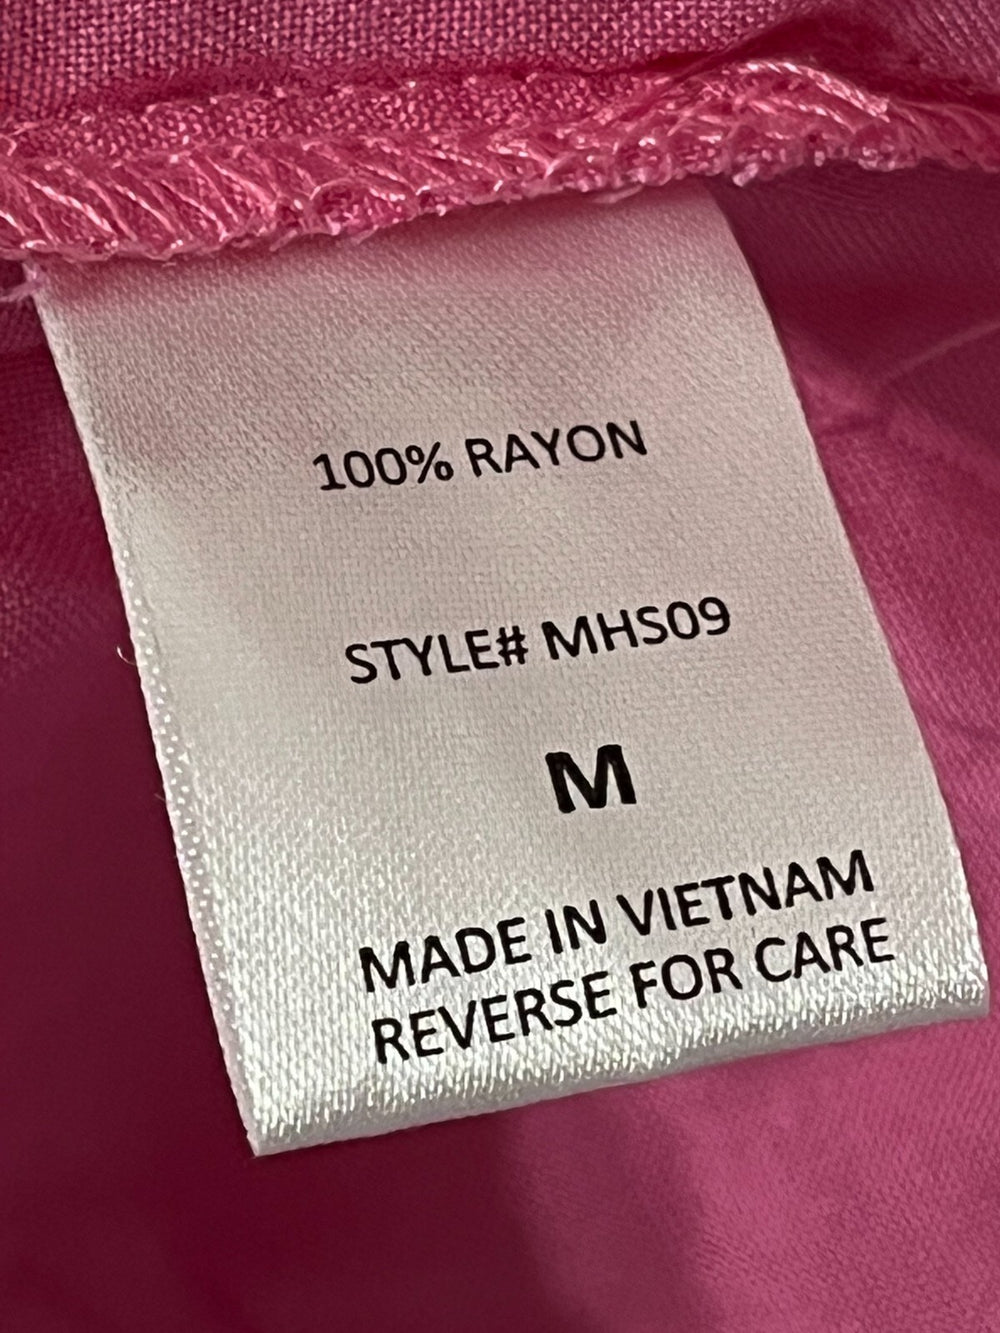 100% RAYON
STYLE# MHS09
M
MADE IN VIETNAM
REVERSE FOR CARE